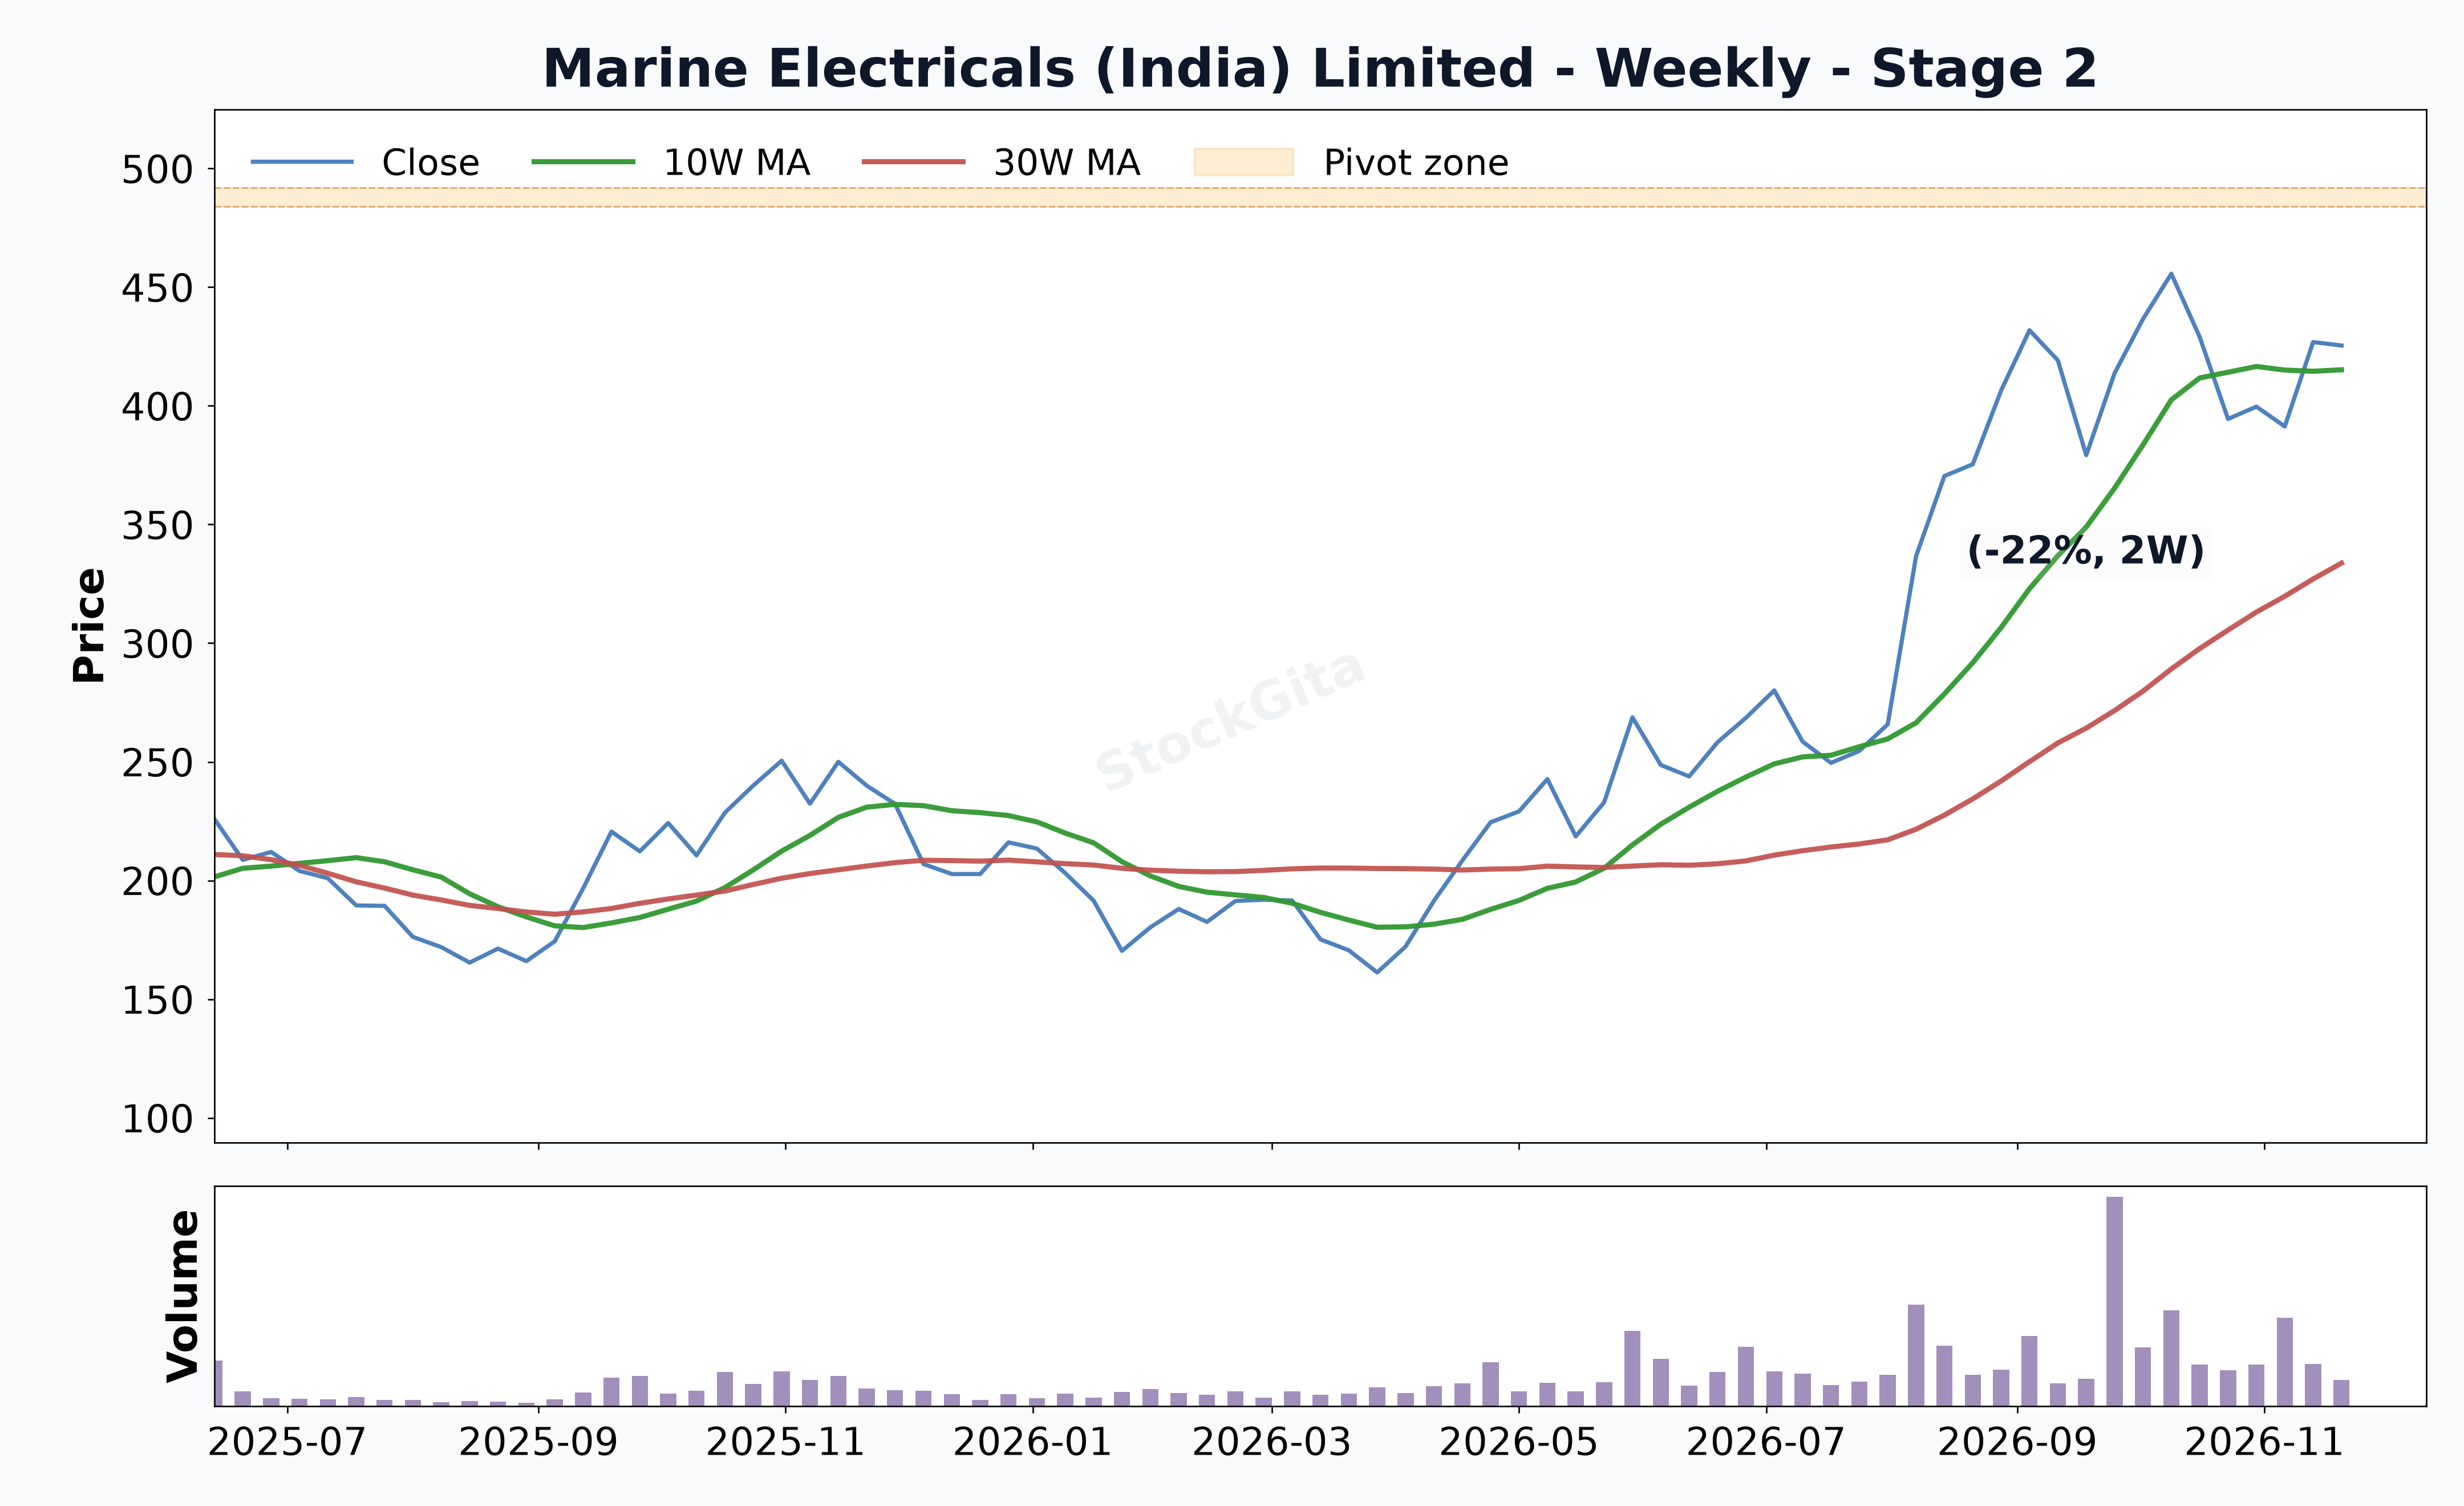 Marine Electricals (India) Limited - Weekly - Stage 2
Close 10W MA 30W MA Pivot zone
500
450
400
350
300
250
200
150
100
Price
(-22%, 2W)
StockGita
Volume
2025-07 2025-09 2025-11 2026-01 2026-03 2026-05 2026-07 2026-09 2026-11